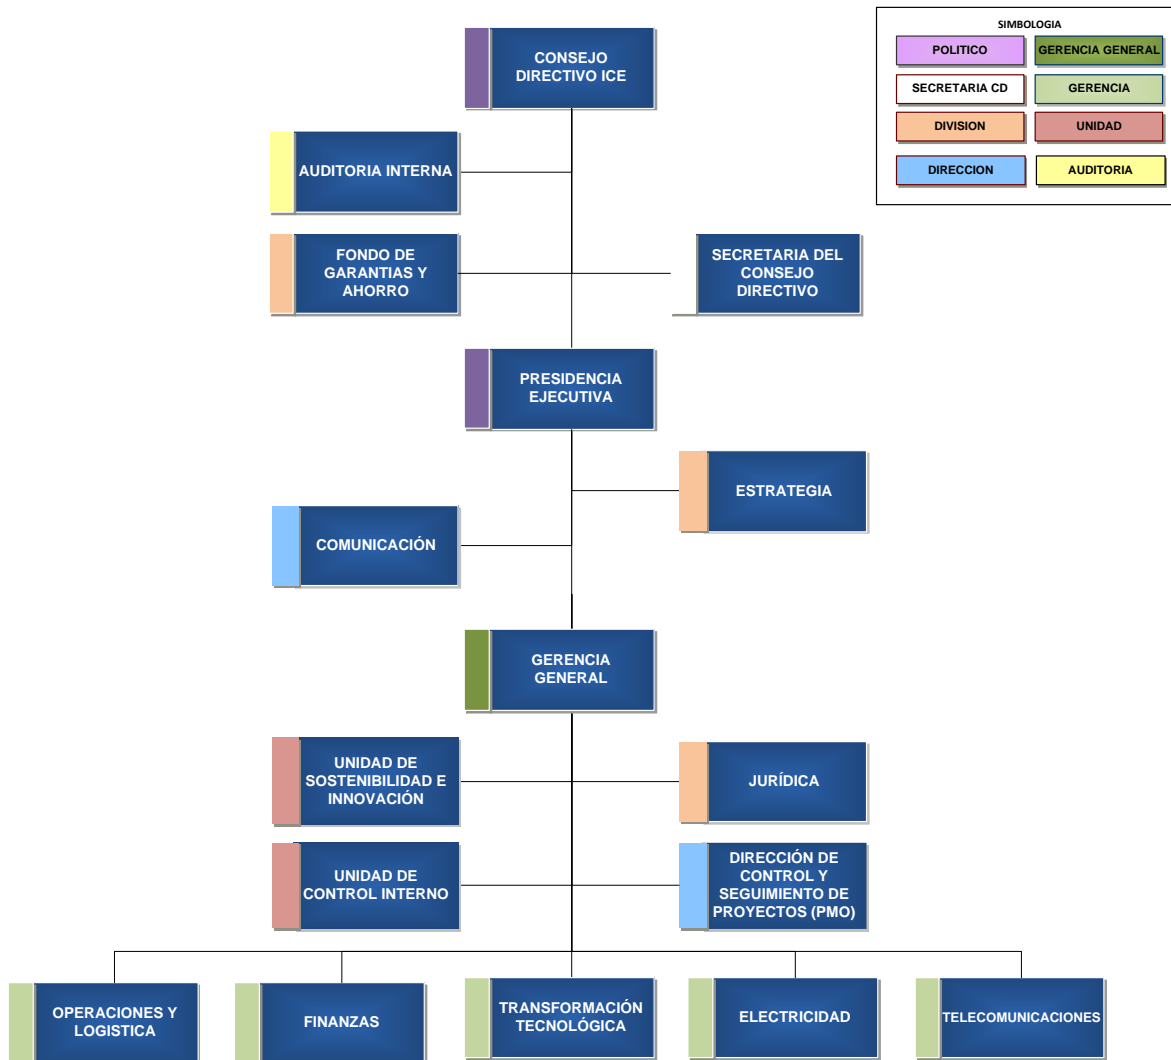 SIMBOLOGIA
POLITICO
GERENCIA GENERAL
SECRETARIA CD
GERENCIA
DIVISION
UNIDAD
DIRECCION
AUDITORIA
CONSEJO
DIRECTIVO ICE
AUDITORIA INTERNA
FONDO DE
GARANTIAS Y
AHORRO
SECRETARIA DEL
CONSEJO
DIRECTIVO
PRESIDENCIA
EJECUTIVA
ESTRATEGIA
COMUNICACIÓN
GERENCIA
GENERAL
UNIDAD DE
SOSTENIBILIDAD E
INNOVACIÓN
JURÍDICA
UNIDAD DE
CONTROL INTERNO
DIRECCIÓN DE
CONTROL Y
SEGUIMIENTO DE
PROYECTOS (PMO)
OPERACIONES Y
LOGISTICA
FINANZAS
TRANSFORMACIÓN
TECNOLÓGICA
ELECTRICIDAD
TELECOMUNICACIONES